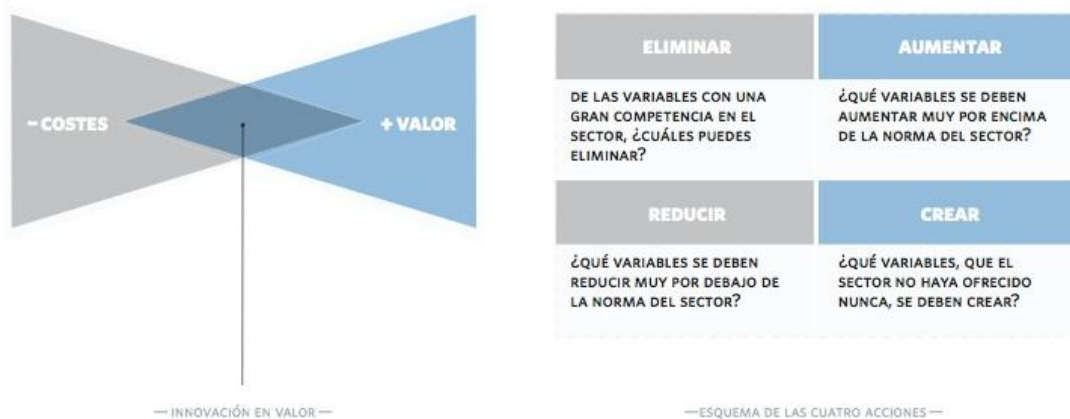 – COSTES
+ VALOR
— INNOVACIÓN EN VALOR —
ELIMINAR
AUMENTAR
DE LAS VARIABLES CON UNA
GRAN COMPETENCIA EN EL
SECTOR, ¿CUÁLES PUEDES
ELIMINAR?
¿QUÉ VARIABLES SE DEBEN
AUMENTAR MUY POR ENCIMA
DE LA NORMA DEL SECTOR?
REDUCIR
CREAR
¿QUÉ VARIABLES SE DEBEN
REDUCIR MUY POR DEBAJO DE
LA NORMA DEL SECTOR?
¿QUÉ VARIABLES, QUE EL
SECTOR NO HAYA OFRECIDO
NUNCA, SE DEBEN CREAR?
—ESQUEMA DE LAS CUATRO ACCIONES—